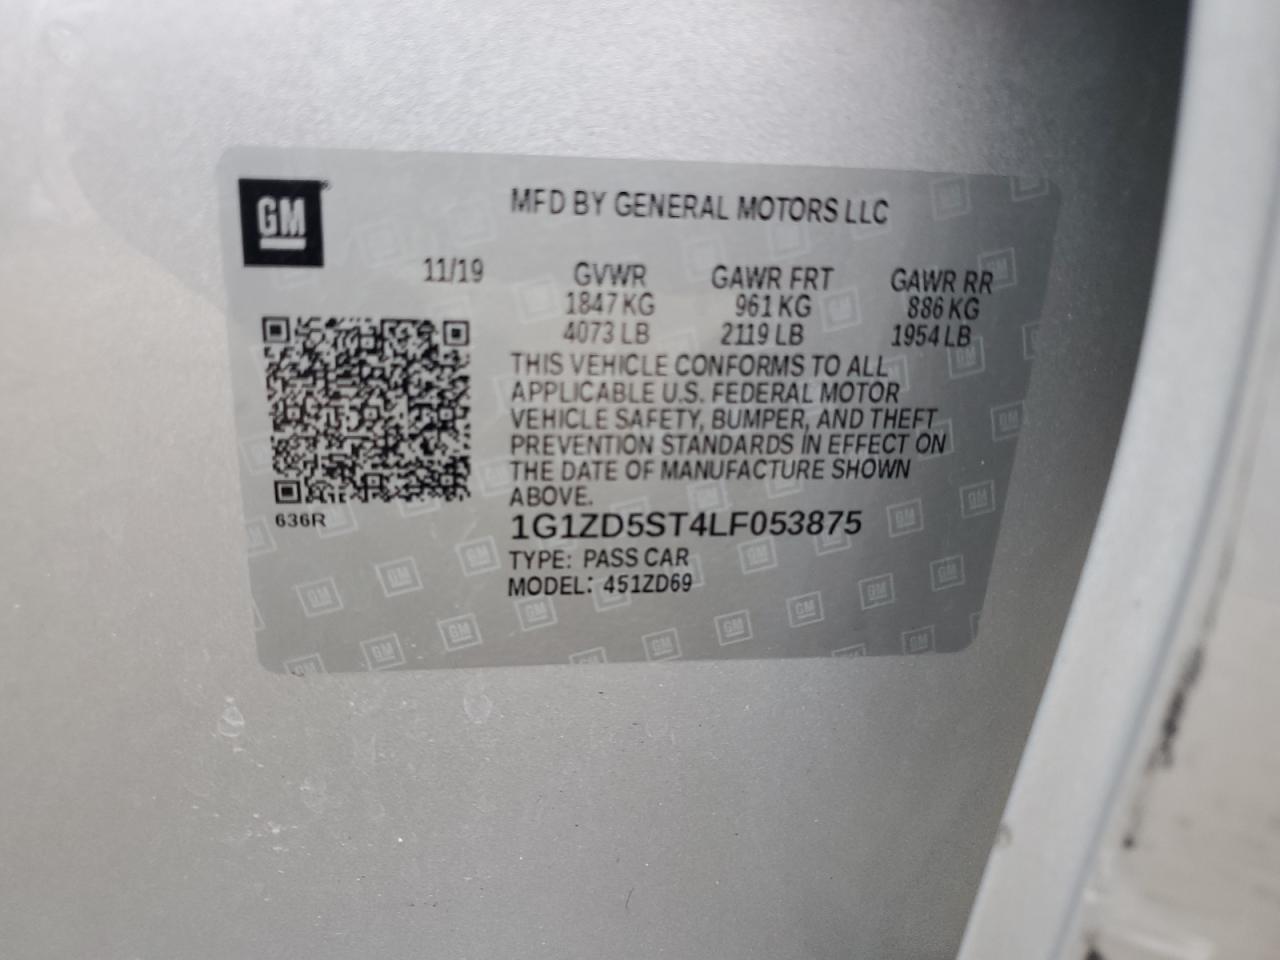 GM
MFD BY GENERAL MOTORS LLC
11/19 GVWR GAWR FRT GAWR RR
1847 KG 961 KG 886 KG
4073 LB 2119 LB 1954 LB
THIS VEHICLE CONFORMS TO ALL
APPLICABLE U.S. FEDERAL MOTOR
VEHICLE SAFETY, BUMPER, AND THEFT
PREVENTION STANDARDS IN EFFECT ON
THE DATE OF MANUFACTURE SHOWN
ABOVE.
636R
1G1ZD5ST4LF053875
TYPE: PASS CAR
MODEL: 451ZD69